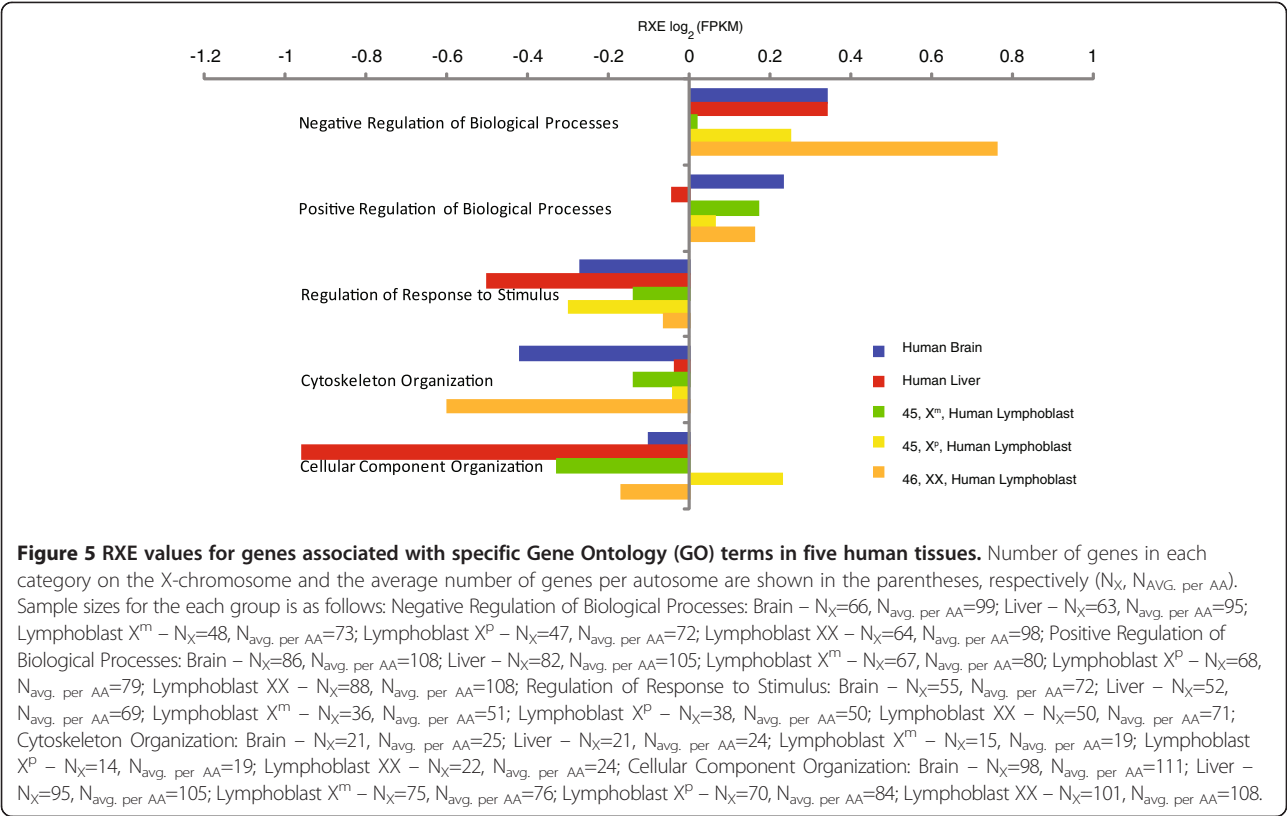 RXE log2(FPKM)
-1.2 -1 -0.8 -0.6 -0.4 -0.2 0 0.2 0.4 0.6 0.8 1
Negative Regulation of Biological Processes
Positive Regulation of Biological Processes
Regulation of Response to Stimulus
Cytoskeleton Organization
Cellular Component Organization
Human Brain
Human Liver
45, Xm, Human Lymphoblast
45, Xp, Human Lymphoblast
46, XX, Human Lymphoblast
Figure 5 RXE values for genes associated with specific Gene Ontology (GO) terms in five human tissues. Number of genes in each
category on the X-chromosome and the average number of genes per autosome are shown in the parentheses, respectively (NX, NAVG. per AA).
Sample sizes for the each group is as follows: Negative Regulation of Biological Processes: Brain – NX=66, Navg. per AA=99; Liver – NX=63, Navg. per AA=95;
Lymphoblast Xm – NX=48, Navg. per AA=73; Lymphoblast Xp – NX=47, Navg. per AA=72; Lymphoblast XX – NX=64, Navg. per AA=98; Positive Regulation of
Biological Processes: Brain – NX=86, Navg. per AA=108; Liver – NX=82, Navg. per AA=105; Lymphoblast Xm – NX=67, Navg. per AA=80; Lymphoblast Xp – NX=68,
Navg. per AA=79; Lymphoblast XX – NX=88, Navg. per AA=108; Regulation of Response to Stimulus: Brain – NX=55, Navg. per AA=72; Liver – NX=52,
Navg. per AA=69; Lymphoblast Xm – NX=36, Navg. per AA=51; Lymphoblast Xp – NX=38, Navg. per AA=50; Lymphoblast XX – NX=50, Navg. per AA=71;
Cytoskeleton Organization: Brain – NX=21, Navg. per AA=25; Liver – NX=21, Navg. per AA=24; Lymphoblast Xm – NX=15, Navg. per AA=19; Lymphoblast
Xp – NX=14, Navg. per AA=19; Lymphoblast XX – NX=22, Navg. per AA=24; Cellular Component Organization: Brain – NX=98, Navg. per AA=111; Liver –
NX=95, Navg. per AA=105; Lymphoblast Xm – NX=75, Navg. per AA=76; Lymphoblast Xp – NX=70, Navg. per AA=84; Lymphoblast XX – NX=101, Navg. per AA=108.